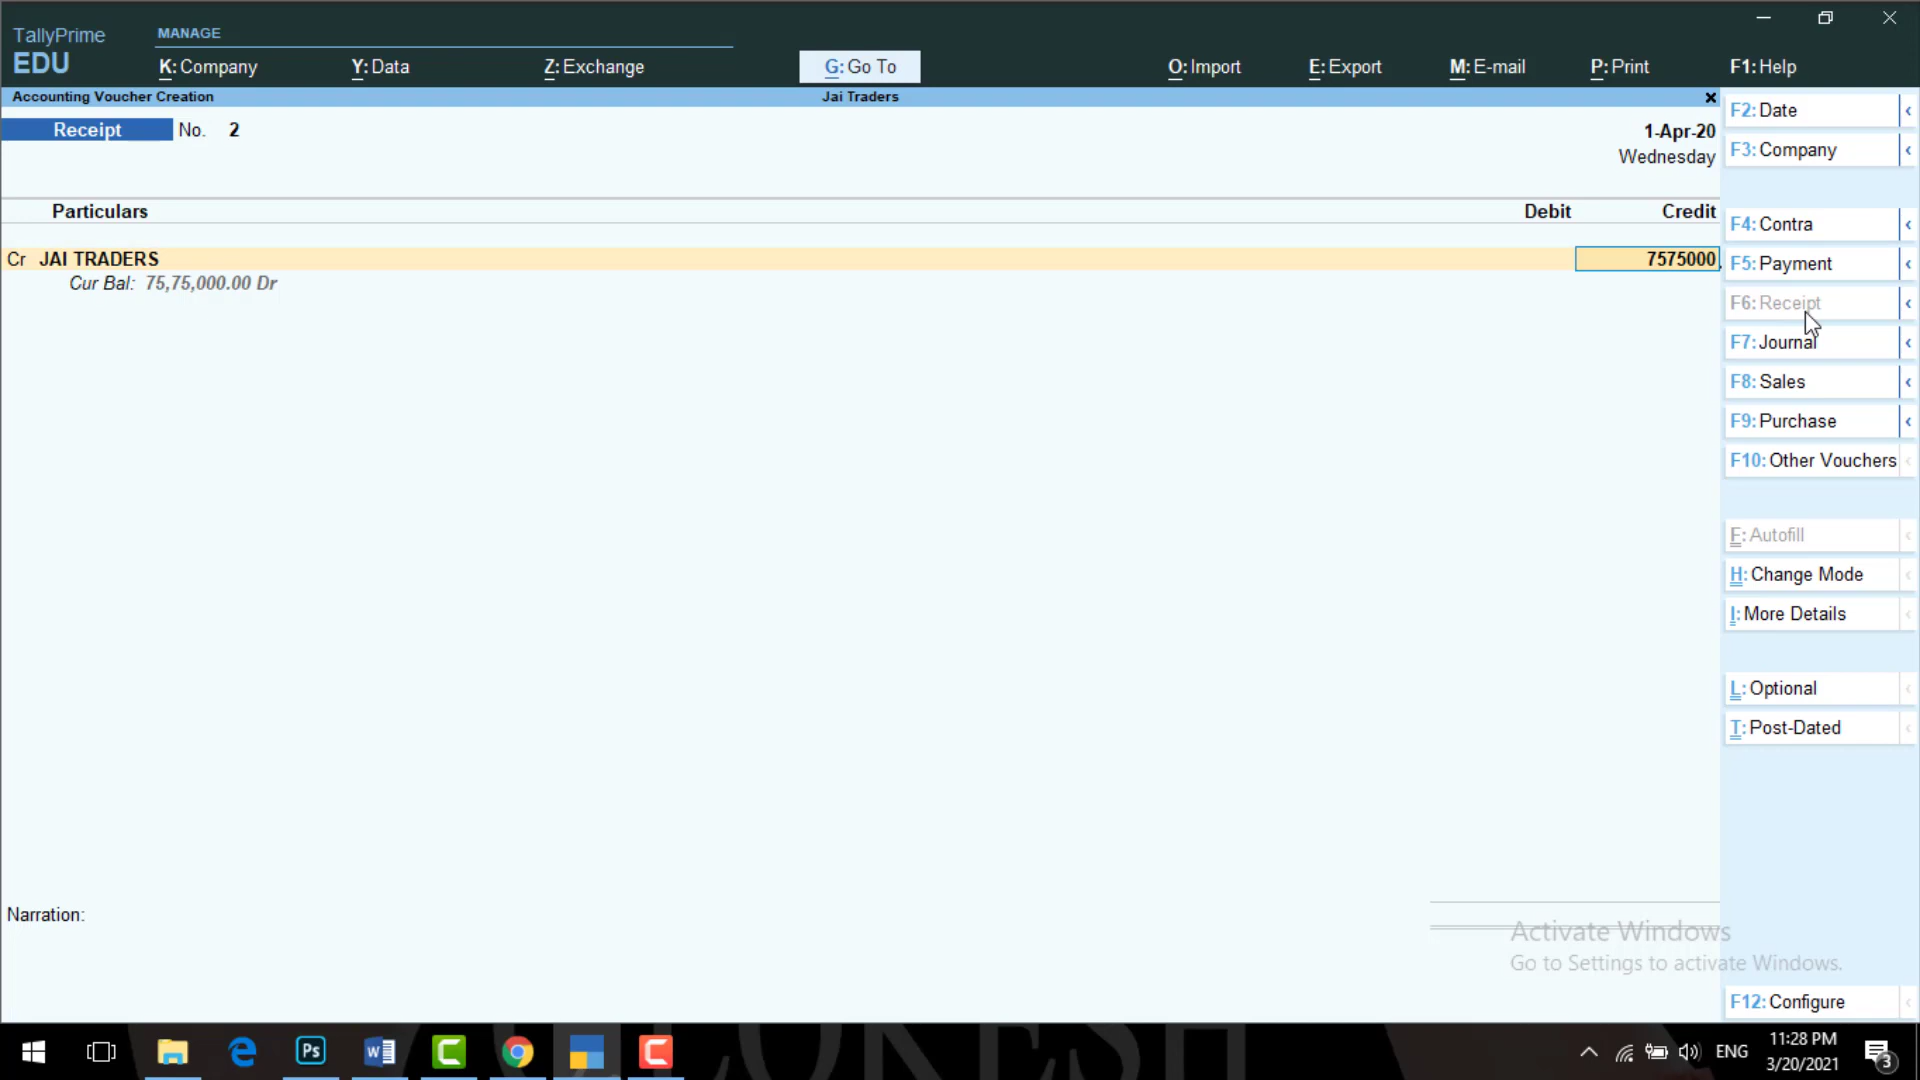 TallyPrime
EDU
MANAGE
K: Company
Y: Data
Z: Exchange
G: Go To
O: Import
E: Export
M: E-mail
P: Print
F1: Help
Accounting Voucher Creation
Jai Traders
×
Receipt No. 2
1-Apr-20
Wednesday
Particulars
Debit
Credit
Cr JAI TRADERS
7575000
Cur Bal: 75,75,000.00 Dr
Narration:
F2: Date
F3: Company
F4: Contra
F5: Payment
F6: Receipt
F7: Journal
F8: Sales
F9: Purchase
F10: Other Vouchers
F: Autofill
H: Change Mode
I: More Details
L: Optional
T: Post-Dated
F12: Configure
Activate Windows
Go to Settings to activate Windows.
Ps
ENG
11:28 PM
3/20/2021
3